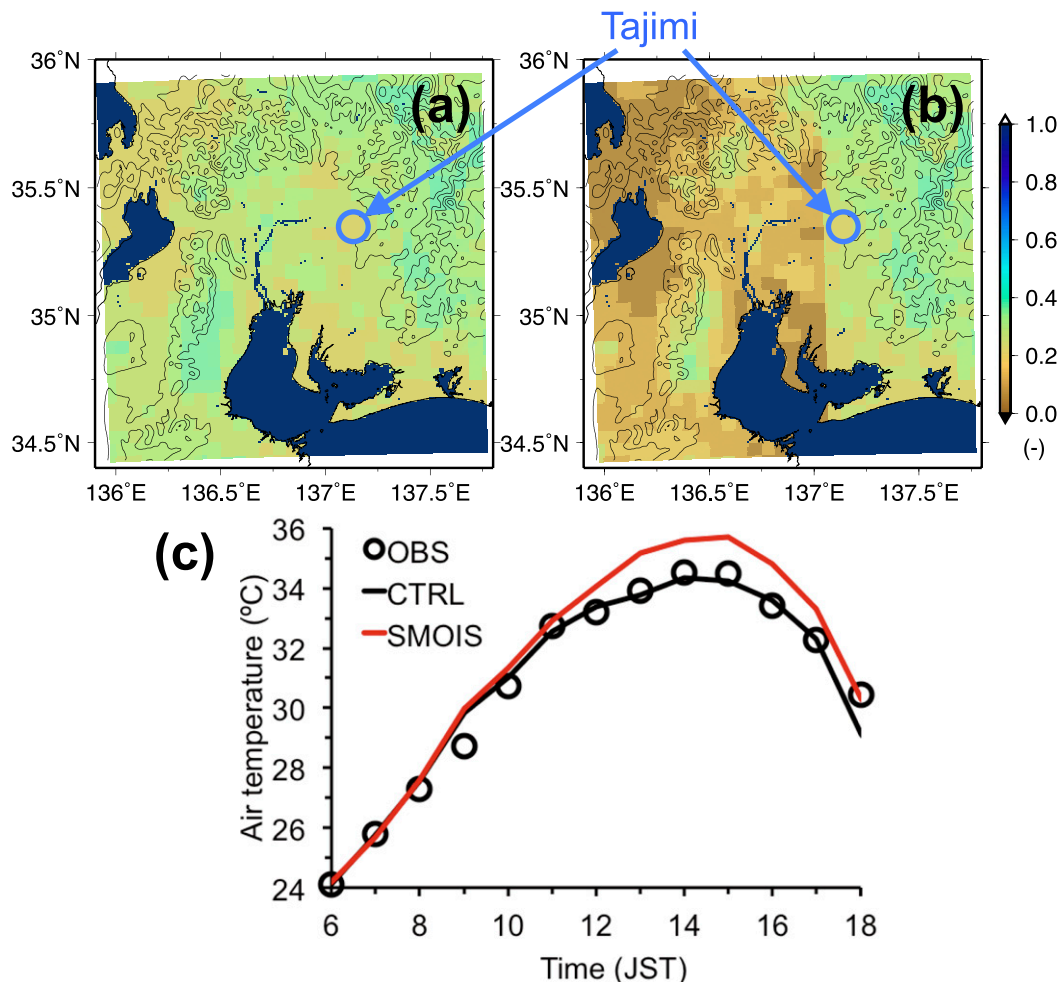 Tajimi
36°N
35.5°N
35°N
34.5°N
136°E
136.5°E
137°E
137.5°E
(a)
36°N
35.5°N
35°N
34.5°N
136°E
136.5°E
137°E
137.5°E
(b)
1.0
0.8
0.6
0.4
0.2
0.0
(-)
(c)
Air temperature (ºC)
36
34
32
30
28
26
24
OBS
CTRL
SMOIS
6
8
10
12
14
16
18
Time (JST)